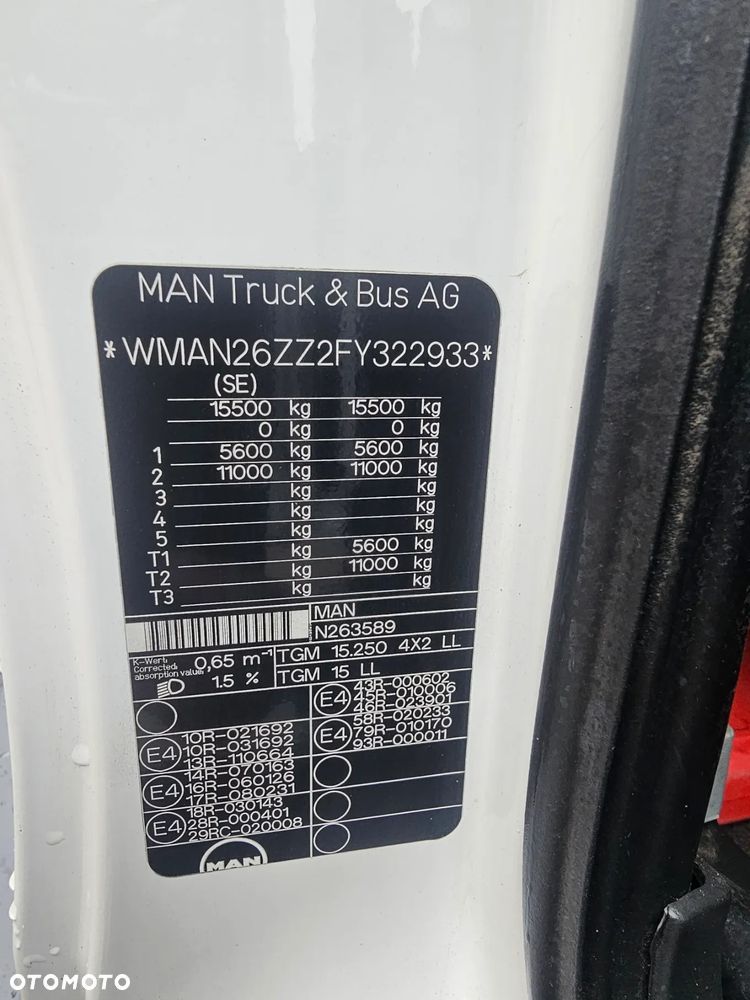 MAN Truck & Bus AG
*WMAN26ZZ2FY322933*
(SE)
15500 kg 15500 kg
0 kg 0 kg
1 5600 kg 5600 kg
2 11000 kg 11000 kg
3 kg kg
4 kg kg
5 kg kg
T1 kg 5600 kg
T2 kg 11000 kg
T3 kg kg
MAN
N263589
K-Wert:
Corrected
absorption value:
0,65 m⁻¹
TGM 15.250 4X2 LL
1.5 %
TGM 15 LL
E4
43R-000602
45R-010006
46R-023901
E4
58R-020233
79R-010170
93R-000011
E4
10R-021692
10R-031692
13R-110664
E4
14R-070163
16R-060126
17R-080231
E4
18R-030143
28R-000401
29RC-020008
MAN
OTOMOTO